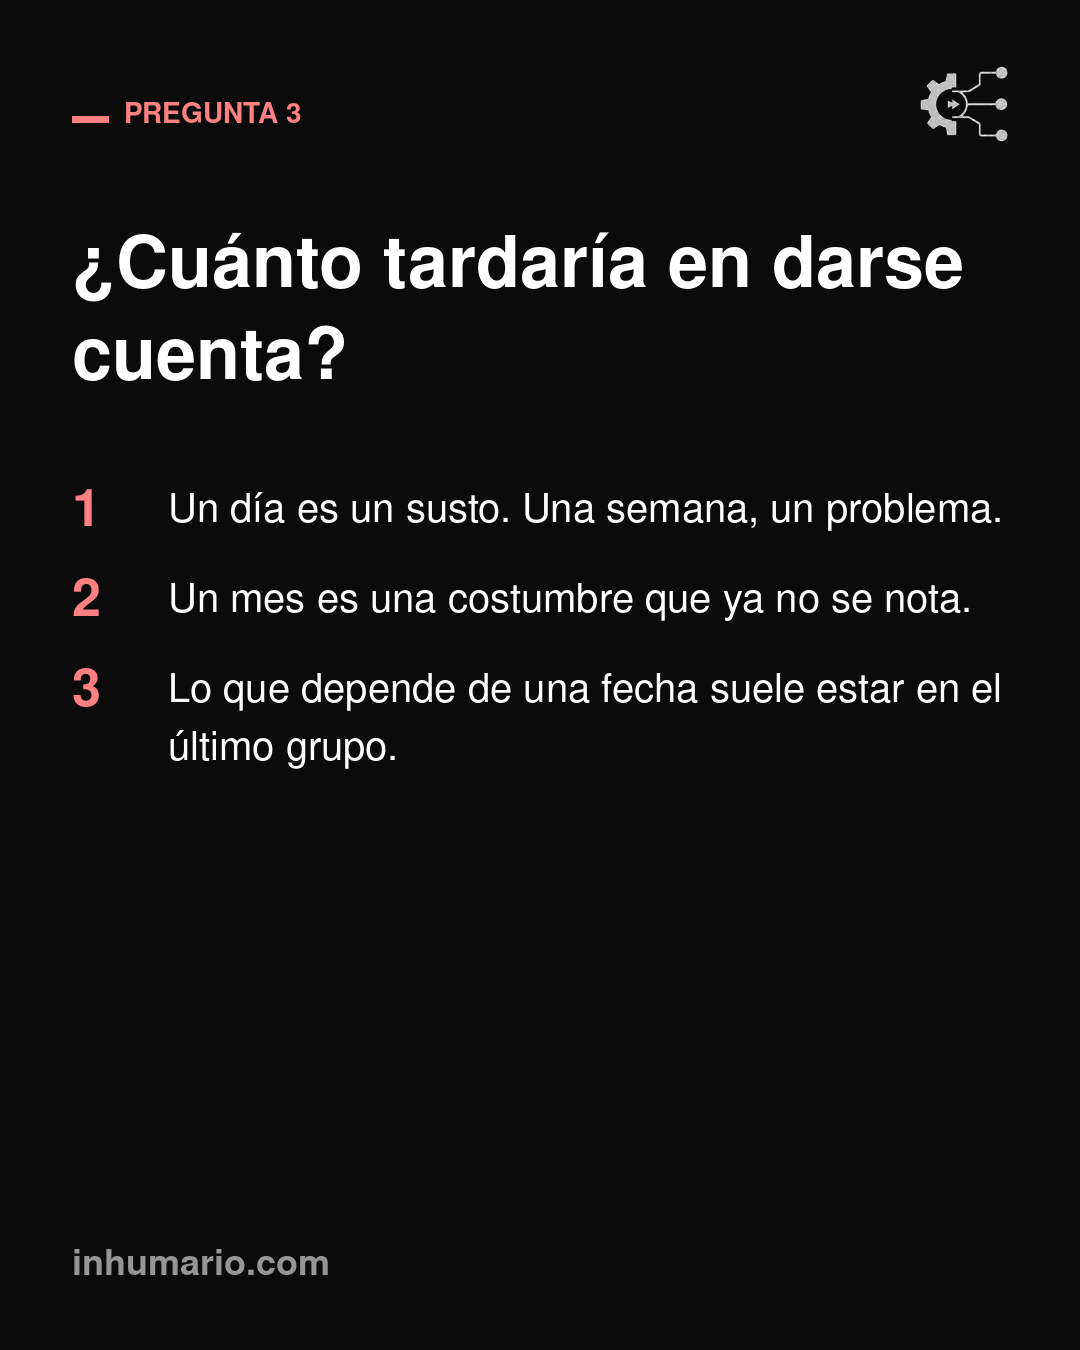 PREGUNTA 3
¿Cuánto tardaría en darse
cuenta?
1 Un día es un susto. Una semana, un problema.
2 Un mes es una costumbre que ya no se nota.
3 Lo que depende de una fecha suele estar en el
último grupo.
inhumario.com